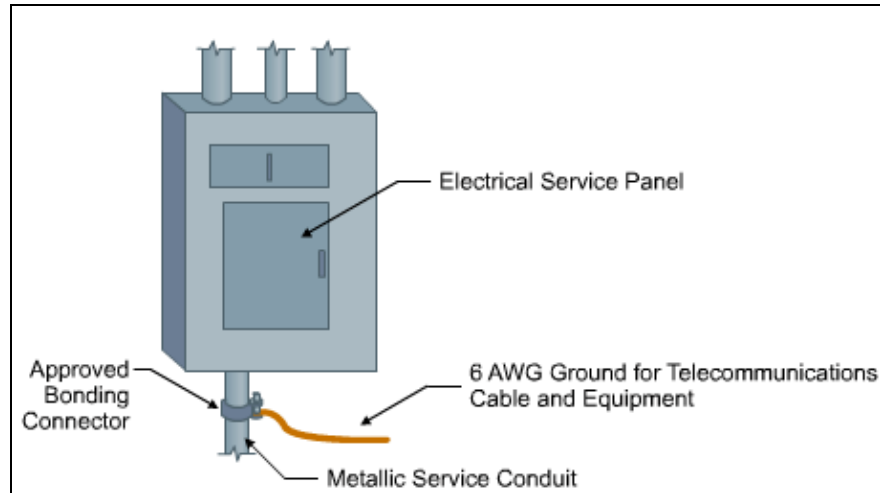 Electrical Service Panel
Approved
Bonding
Connector
6 AWG Ground for Telecommunications
Cable and Equipment
Metallic Service Conduit